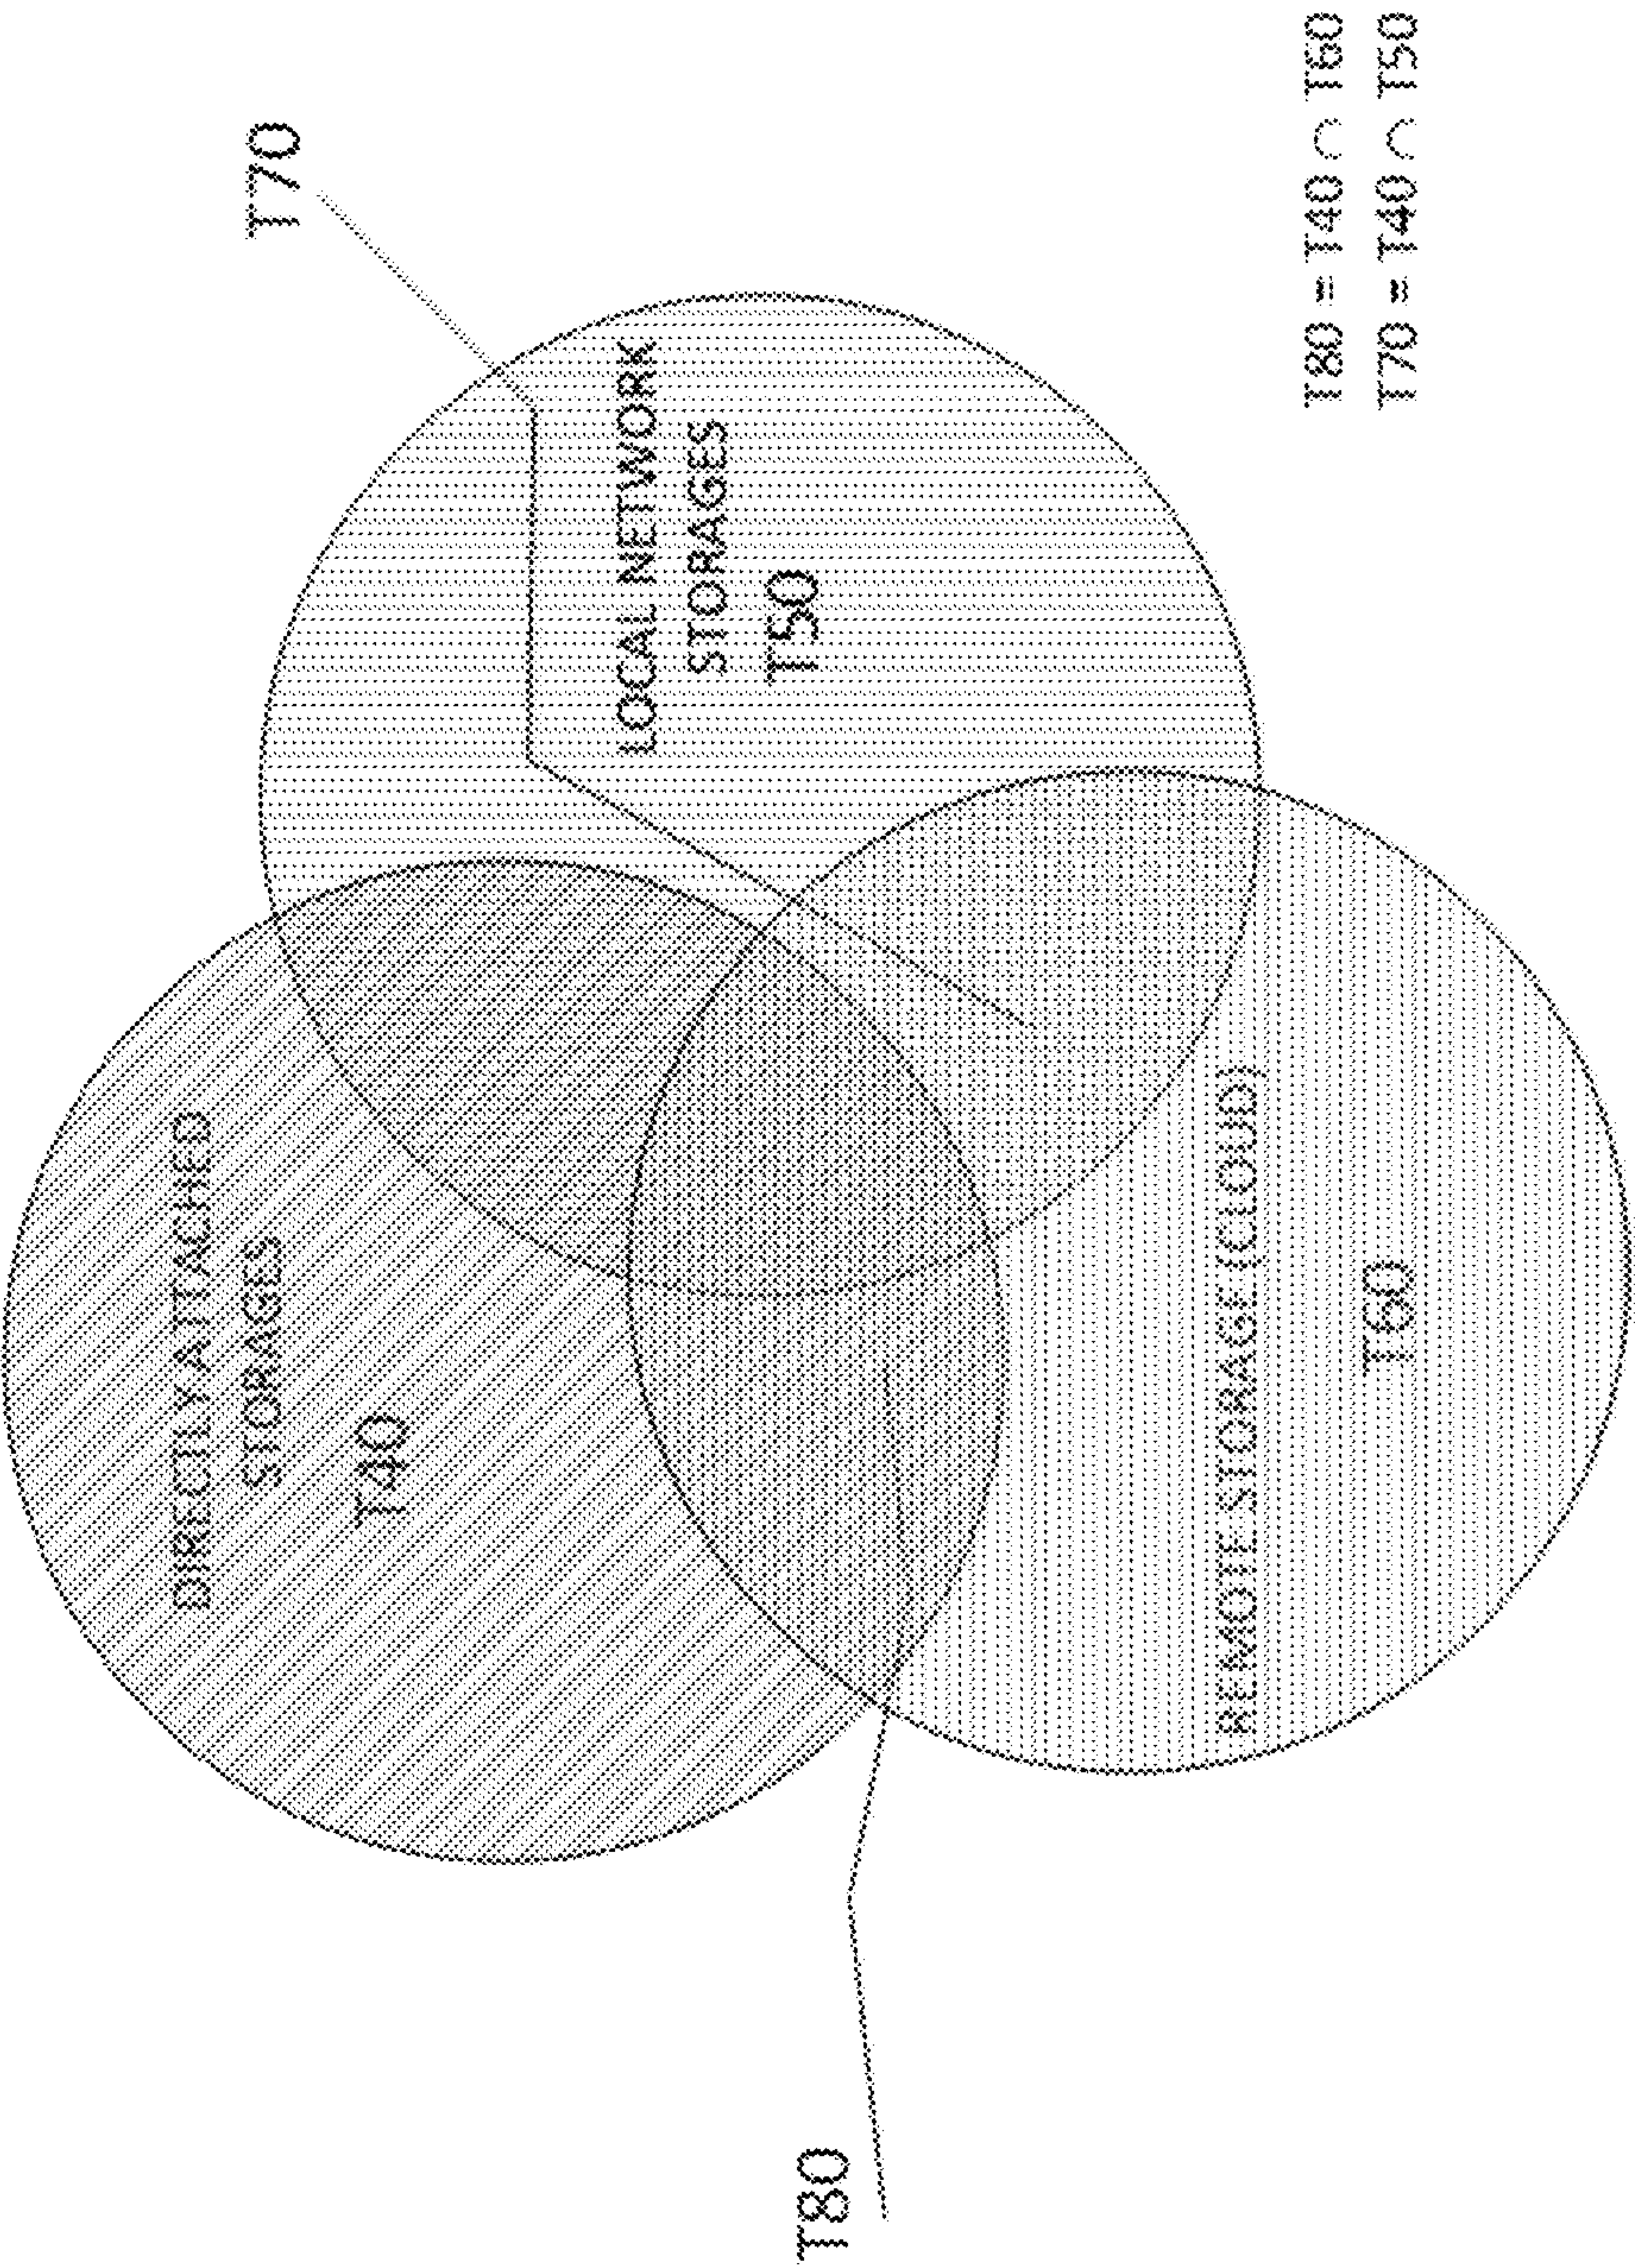 DIRECTLY ATTACHED
STORAGES
T40
T70
LOCAL NETWORK
STORAGES
T50
T80
REMOTE STORAGE (CLOUD)
T60
T80 = T40 ∩ T60
T70 = T40 ∩ T50